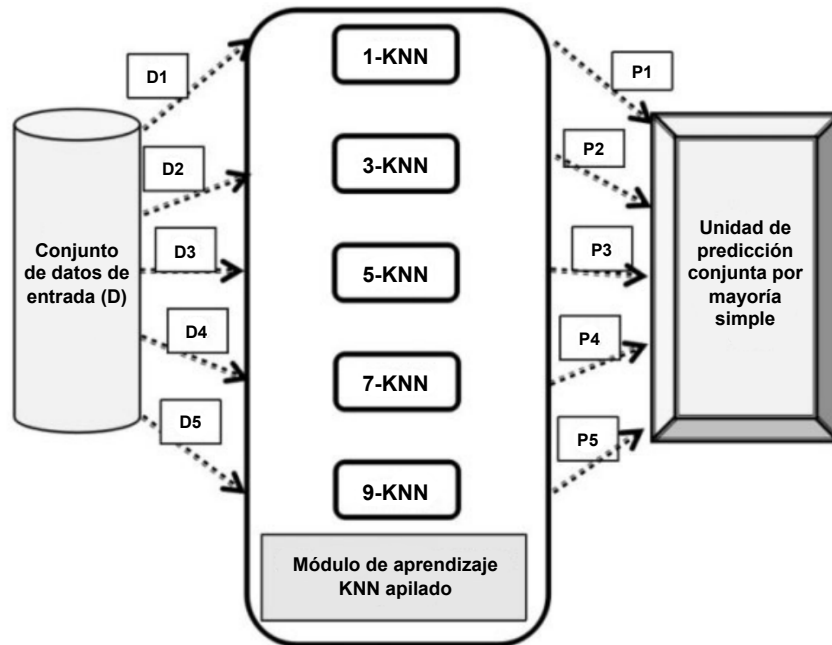 Conjunto
de datos de
entrada (D)
D1
D2
D3
D4
D5
1-KNN
3-KNN
5-KNN
7-KNN
9-KNN
Módulo de aprendizaje
KNN apilado
P1
P2
P3
P4
P5
Unidad de
predicción
conjunta por
mayoría
simple